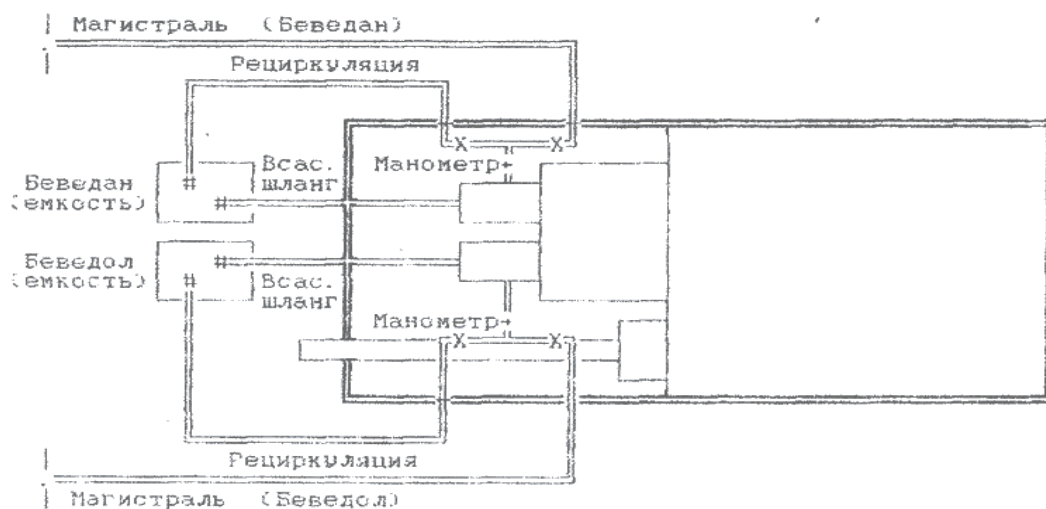 Магистраль (Беведан)
Рециркуляция
Манометр
Всас.
шланг
Беведан
(емкость)
Беведол
(емкость)
Всас.
шланг
Манометр
Рециркуляция
Магистраль (Беведол)